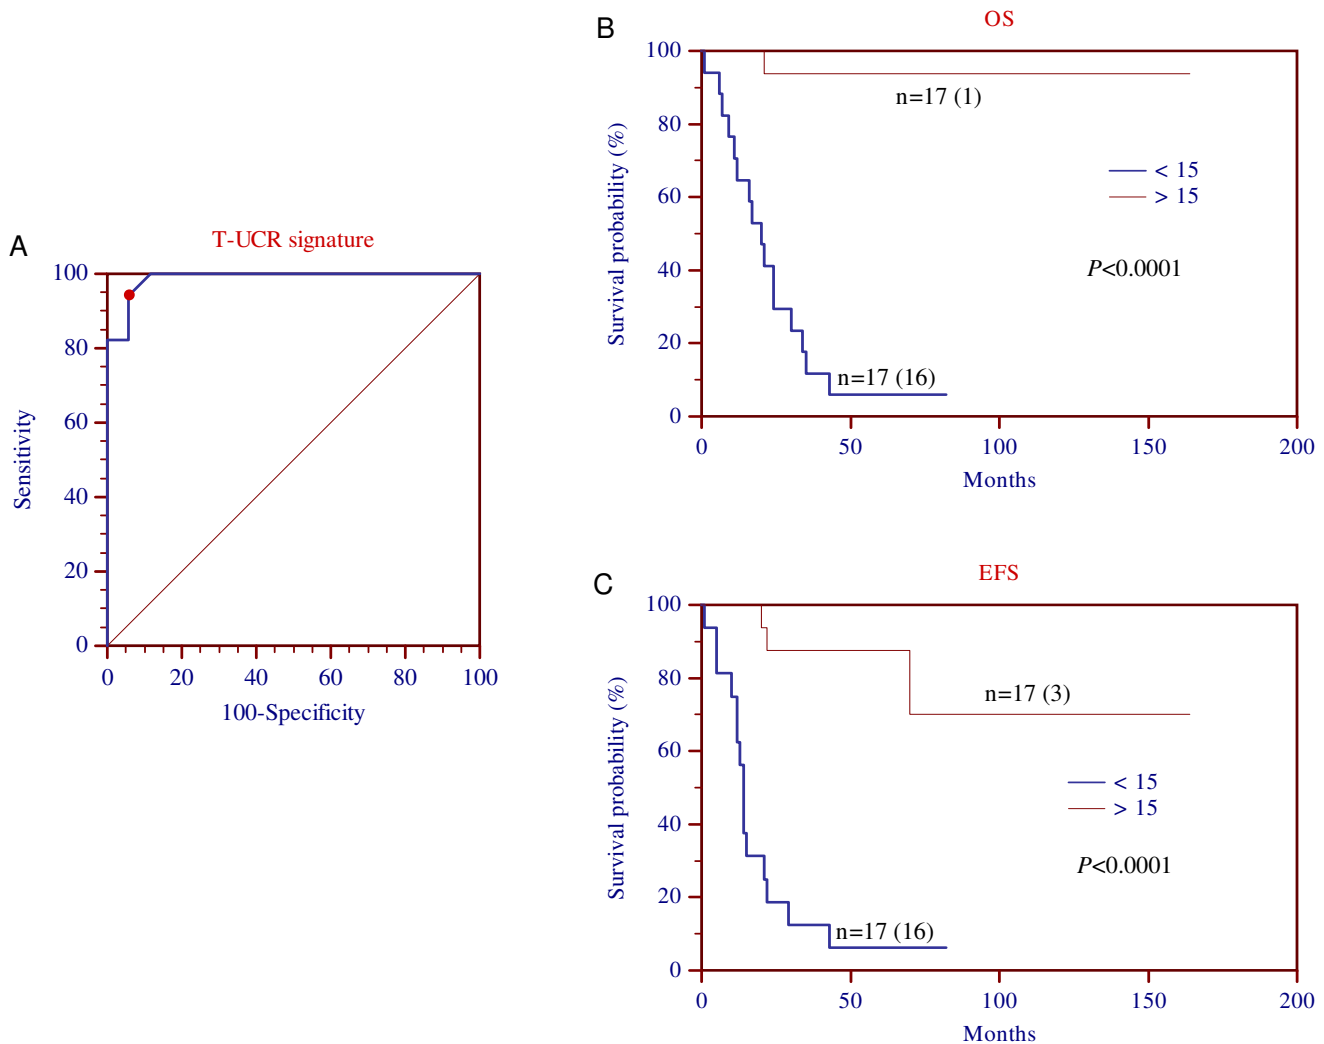 A
T-UCR signature
100
80
60
40
20
0
0 20 40 60 80 100
Sensitivity
100-Specificity
B
OS
100
80
60
40
20
0
0 50 100 150 200
Survival probability (%)
Months
n=17 (1)
< 15
> 15
P<0.0001
n=17 (16)
C
EFS
100
80
60
40
20
0
0 50 100 150 200
Survival probability (%)
Months
n=17 (3)
< 15
> 15
P<0.0001
n=17 (16)